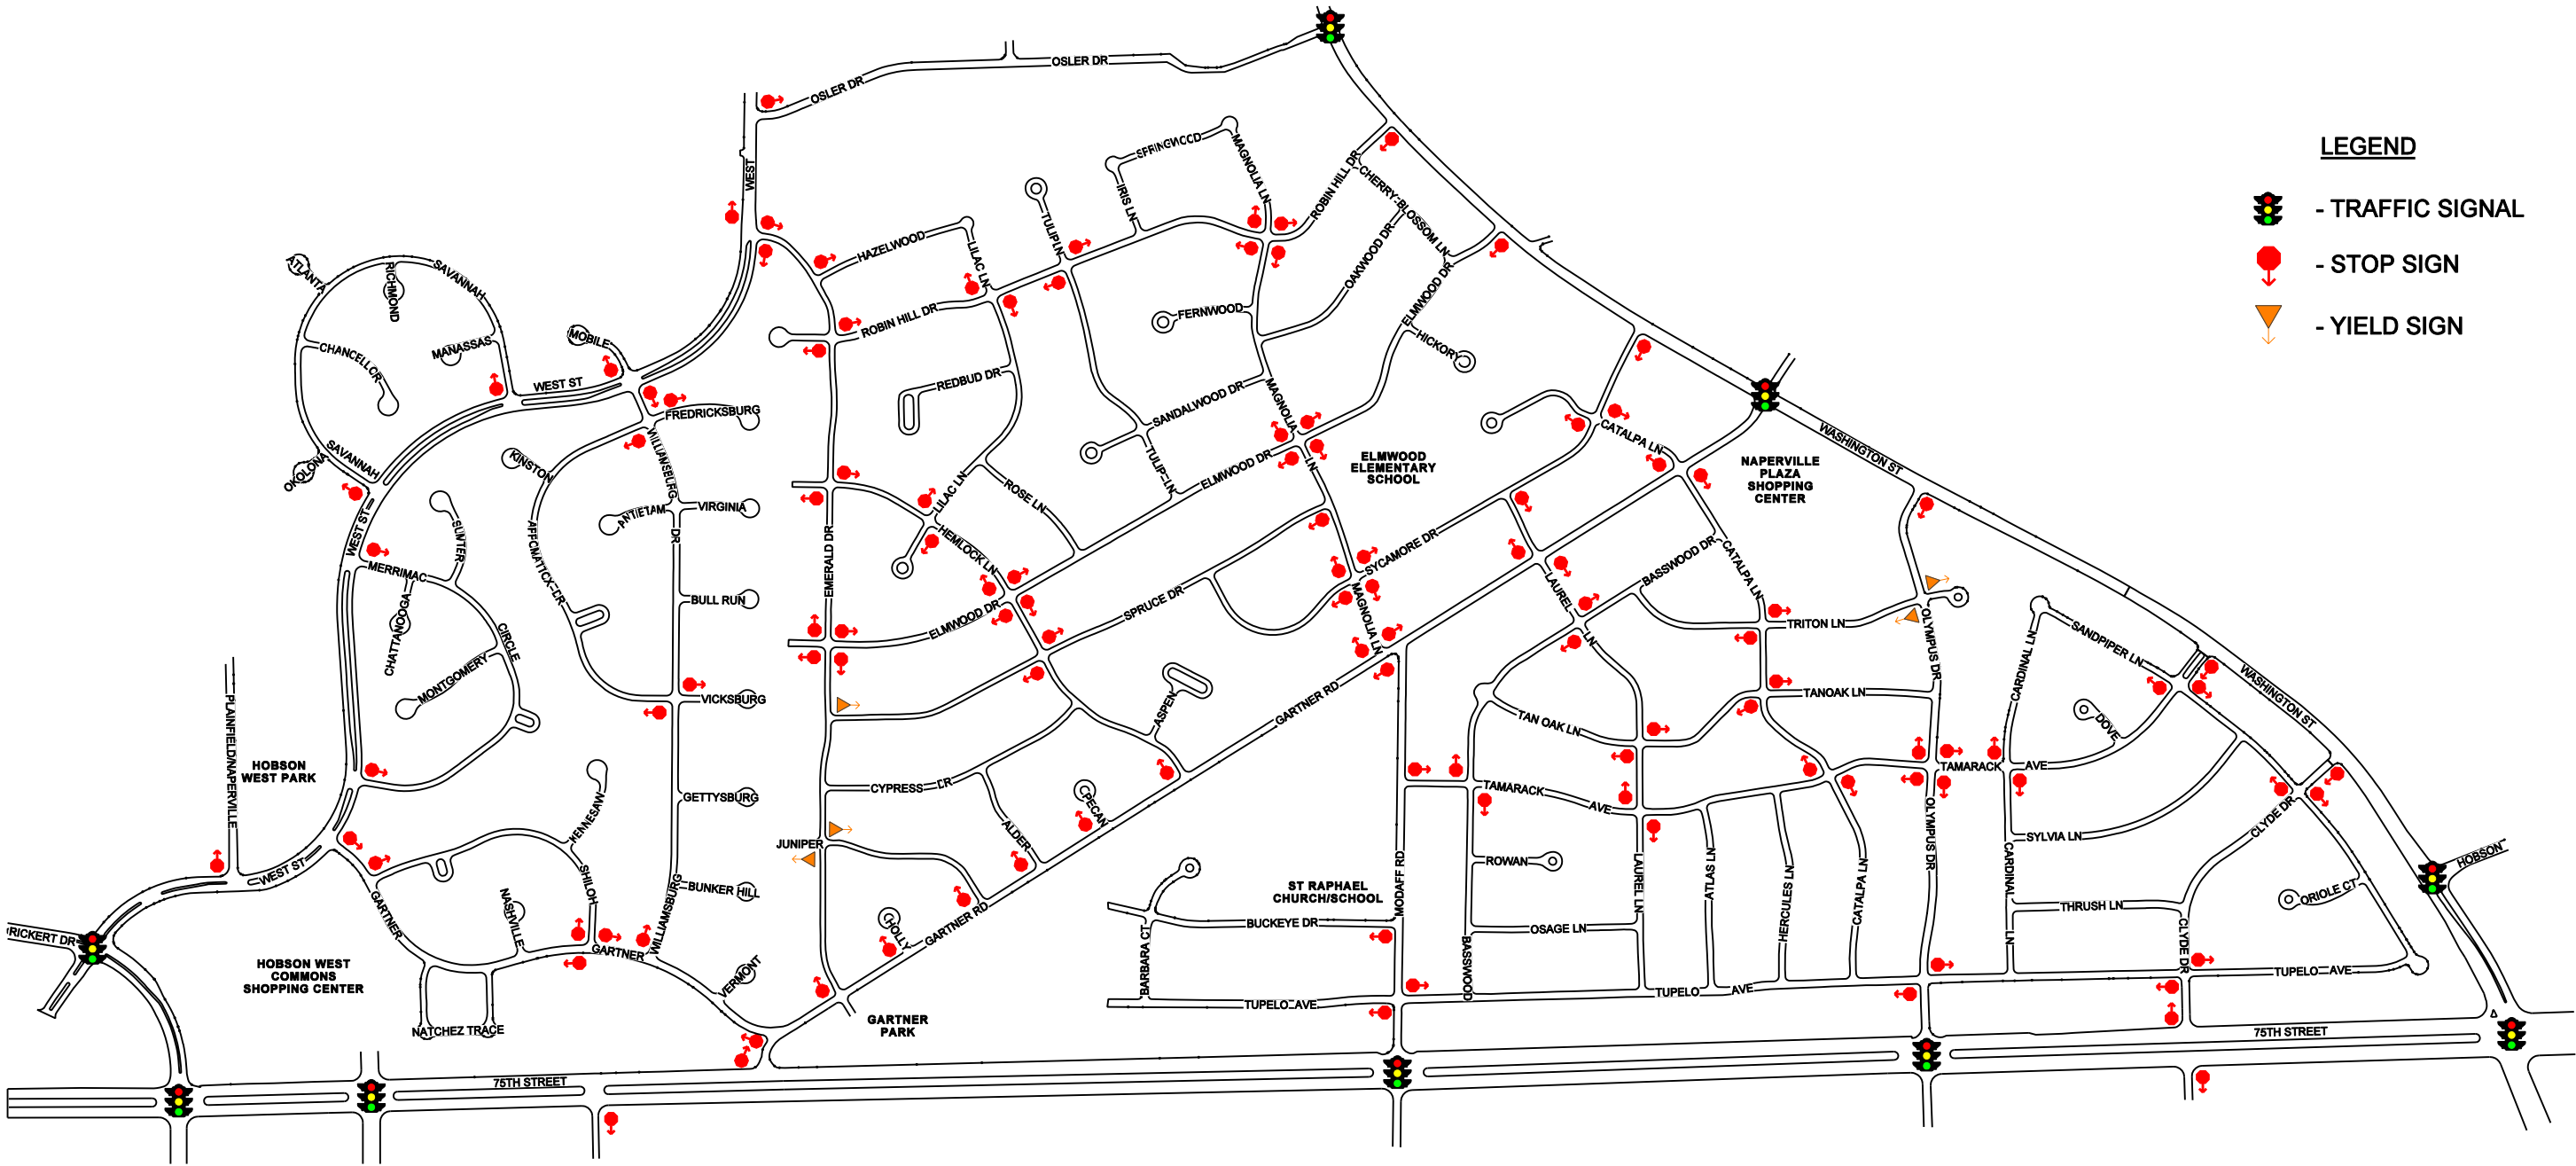 OSLER DR
OSLER DR
LEGEND
- TRAFFIC SIGNAL
- STOP SIGN
- YIELD SIGN
WEST
SPRINGWOOD
MAGNOLIA LN
IRIS LN
ROBIN HILL DR
CHERRY BLOSSOM LN
TULIP LN
HAZELWOOD
LILAC LN
OAKWOOD DR
ELMWOOD DR
ATLANTA
RICHMOND
SAVANNAH
FERNWOOD
ROBIN HILL DR
MOBILE
MANASSAS
CHANCELLOR
HICKORY
WEST ST
REDBUD DR
SANDALWOOD DR
MAGNOLIA
LN
FREDRICKSBURG
WILLIAMSBURG
DR
CATALPA LN
WASHINGTON ST
SAVANNAH
OKOLONA
KINSTON
TULIP LN
ELMWOOD DR
ELMWOOD
ELEMENTARY
SCHOOL
NAPERVILLE
PLAZA
SHOPPING
CENTER
LILAC LN
ROSE LN
ANTIETAM
VIRGINIA
WEST ST
SUMTER
APPOMATTOX CR
EMERALD DR
HEMLOCK LN
SYCAMORE DR
BASSWOOD DR
CATALPA LN
MERRIMAC
CHATTANOOGA
CIRCLE
BULL RUN
ELMWOOD DR
SPRUCE DR
MAGNOLIA LN
LAUREL
LN
TRITON LN
OLYMPUS DR
CARDINAL LN
SANDPIPER LN
WASHINGTON ST
MONTGOMERY
VICKSBURG
ASPEN
GARTNER RD
TAN OAK LN
TANOAK LN
DOVE
PLAINFIELD/NAPERVILLE
HOBSON
WEST PARK
GETTYSBURG
CYPRESS DR
PECAN
TAMARACK
AVE
TAMARACK
AVE
KENNESAW
JUNIPER
ALDER
OLYMPUS DR
SYLVIA LN
CLYDE DR
HOBSON
WEST ST
SHILOH
WILLIAMSBURG
BUNKER HILL
ROWAN
MODAFF RD
LAUREL LN
ATLAS LN
HERCULES LN
CATALPA LN
CARDINAL LN
ORIOLE CT
GARTNER
NASHVILLE
HOLLY
GARTNER RD
ST RAPHAEL
CHURCH/SCHOOL
BUCKEYE DR
OSAGE LN
THRUSH LN
CLYDE DR
RICKERT DR
HOBSON WEST
COMMONS
SHOPPING CENTER
GARTNER
VERMONT
BARBARA CT
BASSWOOD
TUPELO AVE
TUPELO
AVE
TUPELO AVE
NATCHEZ TRACE
GARTNER
PARK
75TH STREET
75TH STREET